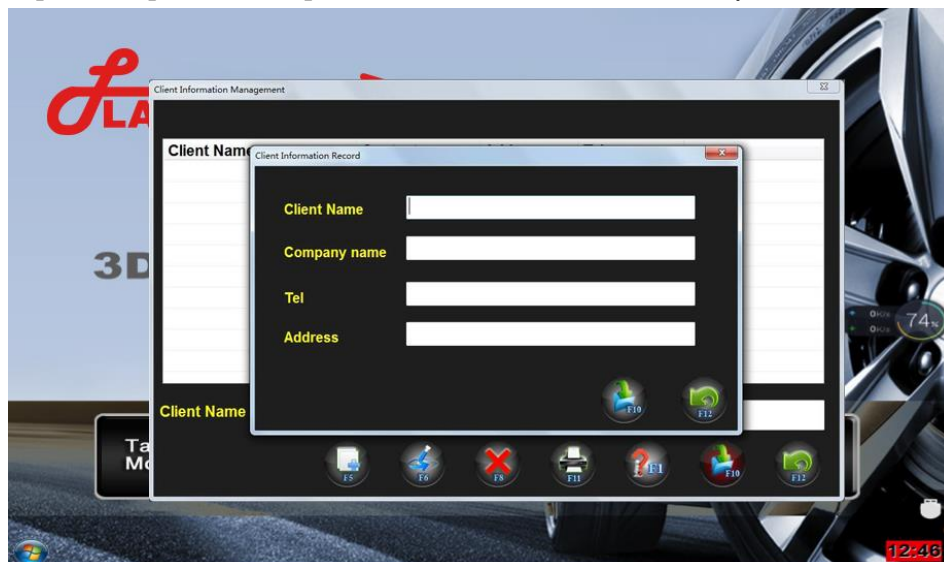 Client Information Management
Client Name
Client Information Record
Client Name
Company name
Tel
Address
F10
F12
Client Name
F5
F6
F8
F11
F1
F10
F12
LA
3D
74%
12:46